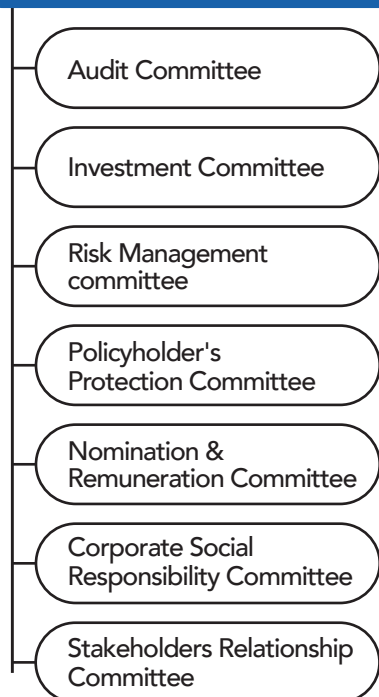 Audit Committee
Investment Committee
Risk Management
committee
Policyholder's
Protection Committee
Nomination &
Remuneration Committee
Corporate Social
Responsibility Committee
Stakeholders Relationship
Committee